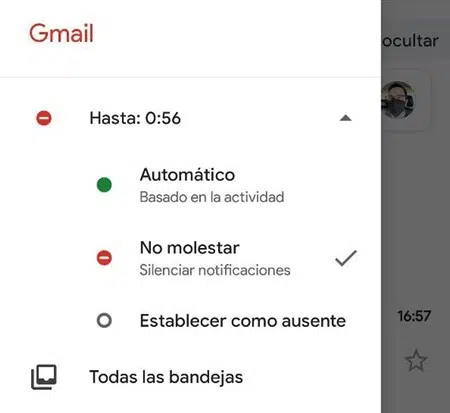 Gmail
ocultar
Hasta: 0:56
Automático
Basado en la actividad
No molestar
Silenciar notificaciones
Establecer como ausente
16:57
Todas las bandejas